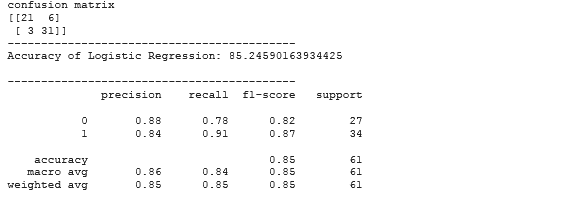 confusion matrix
[[21 6]
[ 3 31]]
-------------------------------------------
Accuracy of Logistic Regression: 85.24590163934425
-------------------------------------------
precision recall f1-score support
0 0.88 0.78 0.82 27
1 0.84 0.91 0.87 34
accuracy 0.85 61
macro avg 0.86 0.84 0.85 61
weighted avg 0.85 0.85 0.85 61